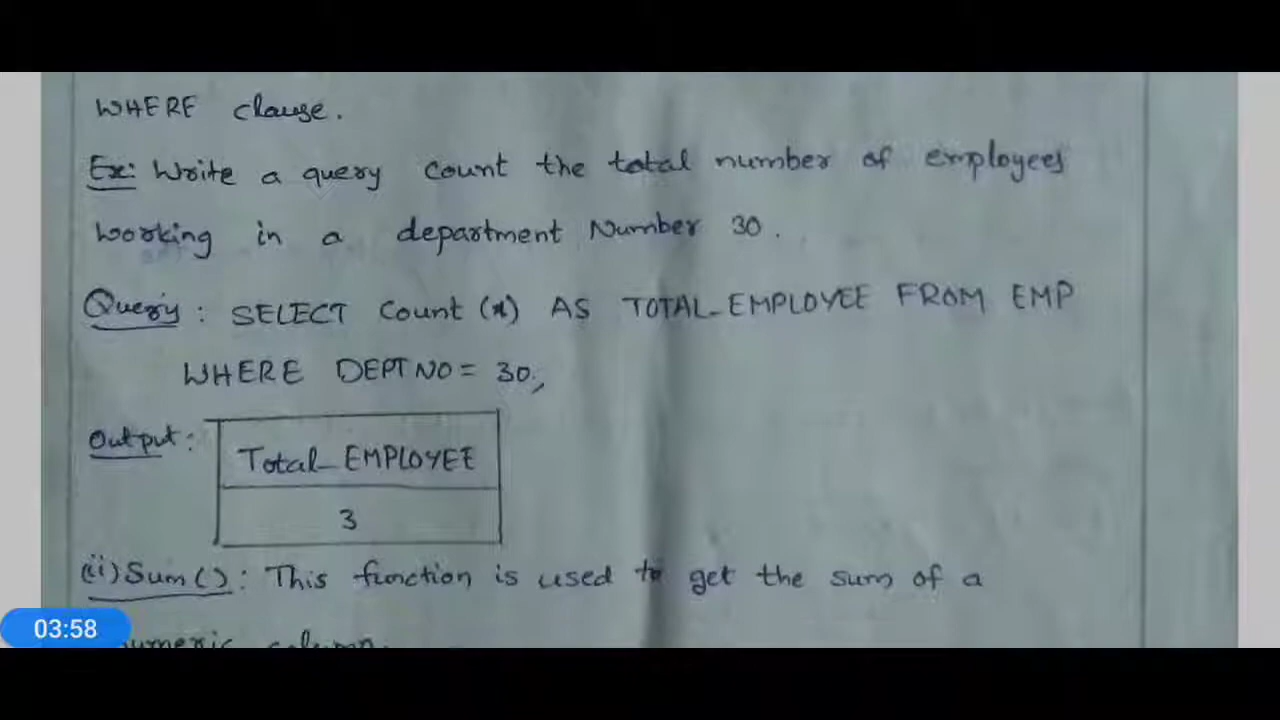 WHERE clause.
Ex: Write a query count the total number of employees
working in a department Number 30.
Query: SELECT Count (*) AS TOTAL_EMPLOYEE FROM EMP
WHERE DEPTNO = 30;
Output:
Total_EMPLOYEE
3
(ii) Sum(): This function is used to get the sum of a
numeric column.
03:58